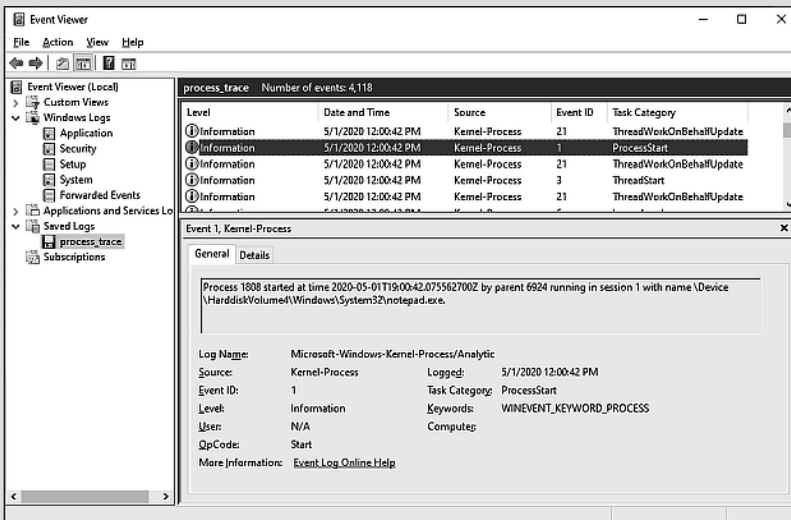 Event Viewer
File Action View Help
Event Viewer (Local)
Custom Views
Windows Logs
Application
Security
Setup
System
Forwarded Events
Applications and Services Lo
Saved Logs
process_trace
Subscriptions
process_trace Number of events: 4,118
Level Date and Time Source Event ID Task Category
Information 5/1/2020 12:00:42 PM Kernel-Process 21 ThreadWorkOnBehalfUpdate
Information 5/1/2020 12:00:42 PM Kernel-Process 1 ProcessStart
Information 5/1/2020 12:00:42 PM Kernel-Process 21 ThreadWorkOnBehalfUpdate
Information 5/1/2020 12:00:42 PM Kernel-Process 3 ThreadStart
Information 5/1/2020 12:00:42 PM Kernel-Process 21 ThreadWorkOnBehalfUpdate
Event 1, Kernel-Process
General Details
Process 1808 started at time 2020-05-01T19:00:42.075562700Z by parent 6924 running in session 1 with name \Device
\HarddiskVolume4\Windows\System32\notepad.exe.
Log Name: Microsoft-Windows-Kernel-Process/Analytic
Source: Kernel-Process Logged: 5/1/2020 12:00:42 PM
Event ID: 1 Task Category: ProcessStart
Level: Information Keywords: WINEVENT_KEYWORD_PROCESS
User: N/A Computer:
OpCode: Start
More Information: Event Log Online Help